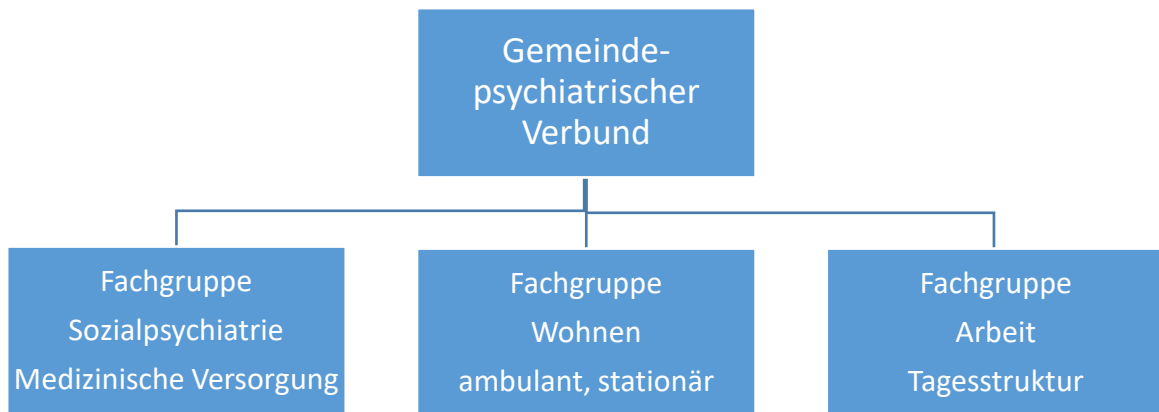 Gemeinde-
psychiatrischer
Verbund
Fachgruppe
Sozialpsychiatrie
Medizinische Versorgung
Fachgruppe
Wohnen
ambulant, stationär
Fachgruppe
Arbeit
Tagesstruktur